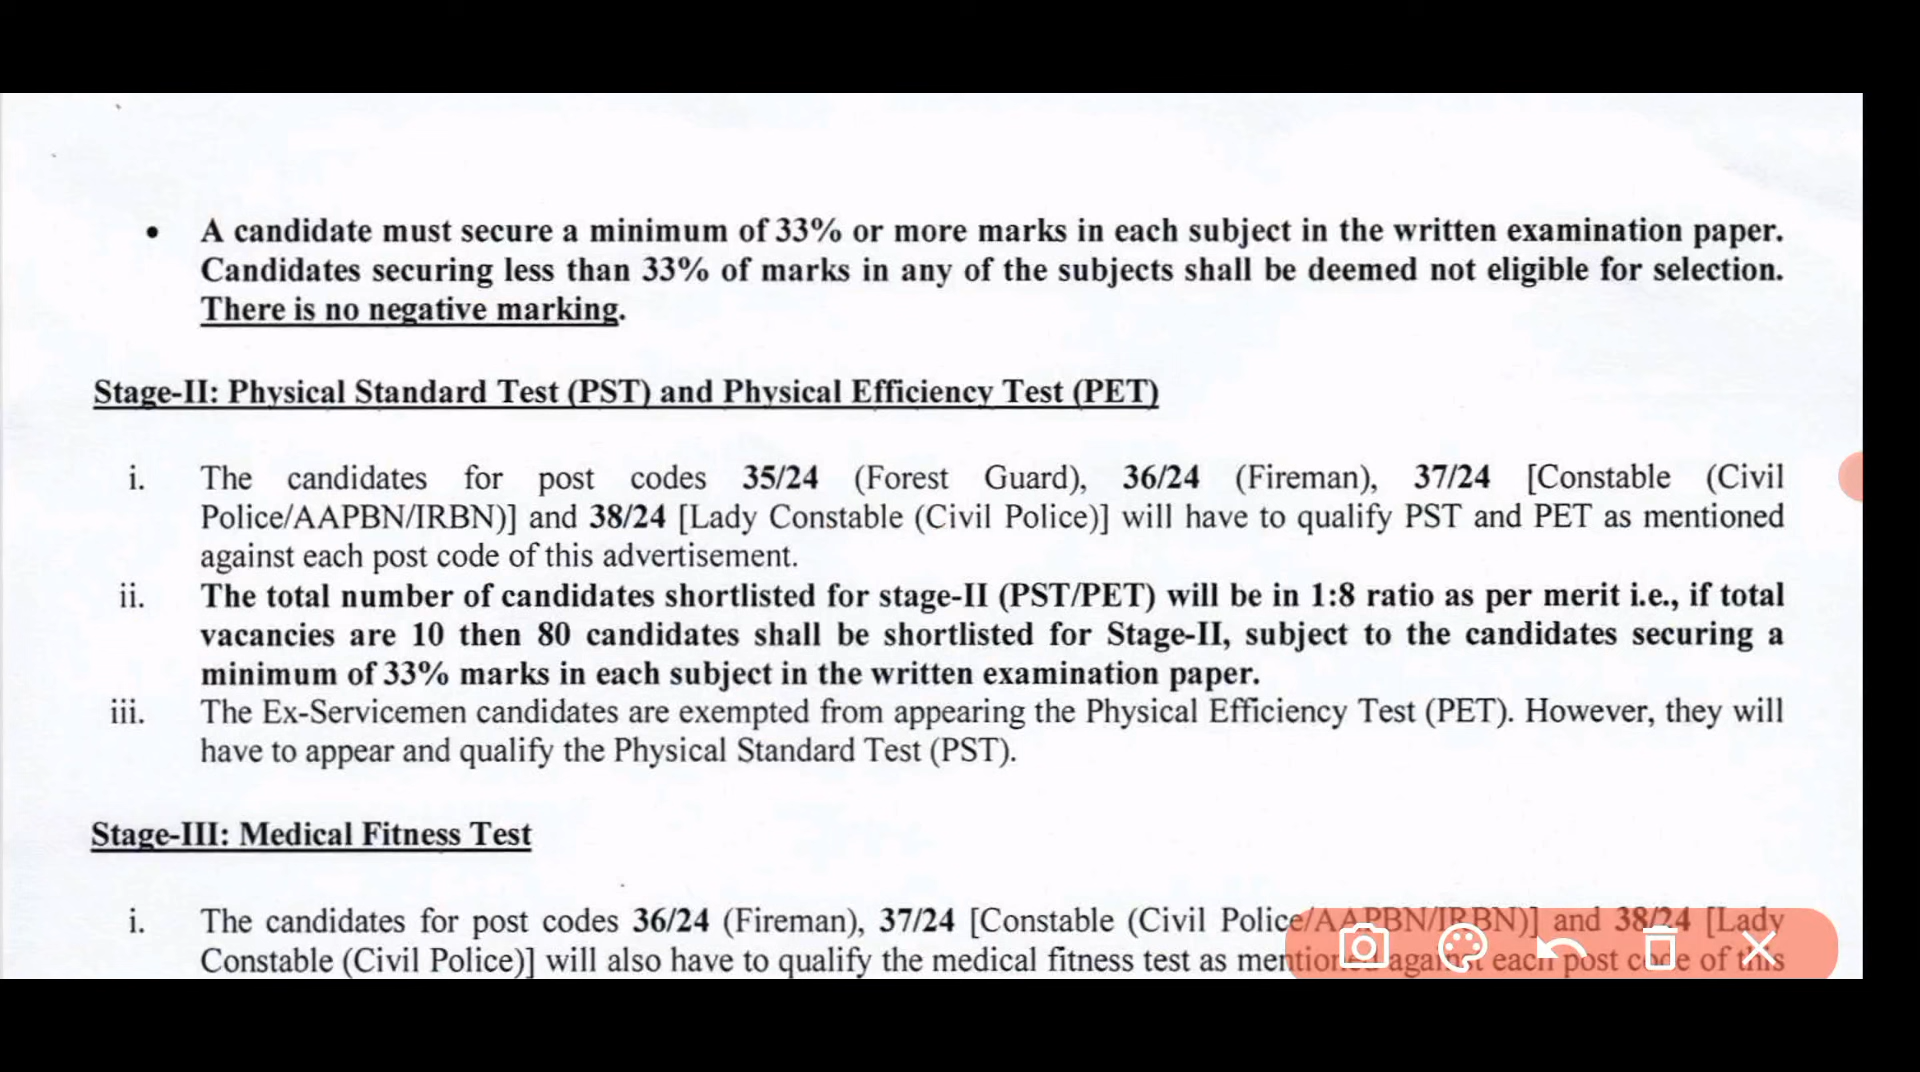 • A candidate must secure a minimum of 33% or more marks in each subject in the written examination paper.
Candidates securing less than 33% of marks in any of the subjects shall be deemed not eligible for selection.
There is no negative marking.
Stage-II: Physical Standard Test (PST) and Physical Efficiency Test (PET)
i. The candidates for post codes 35/24 (Forest Guard), 36/24 (Fireman), 37/24 [Constable (Civil
Police/AAPBN/IRBN)] and 38/24 [Lady Constable (Civil Police)] will have to qualify PST and PET as mentioned
against each post code of this advertisement.
ii. The total number of candidates shortlisted for stage-II (PST/PET) will be in 1:8 ratio as per merit i.e., if total
vacancies are 10 then 80 candidates shall be shortlisted for Stage-II, subject to the candidates securing a
minimum of 33% marks in each subject in the written examination paper.
iii. The Ex-Servicemen candidates are exempted from appearing the Physical Efficiency Test (PET). However, they will
have to appear and qualify the Physical Standard Test (PST).
Stage-III: Medical Fitness Test
i. The candidates for post codes 36/24 (Fireman), 37/24 [Constable (Civil Police/AAPBN/IRBN)] and 38/24 [Lady
Constable (Civil Police)] will also have to qualify the medical fitness test as mentioned against each post code of this